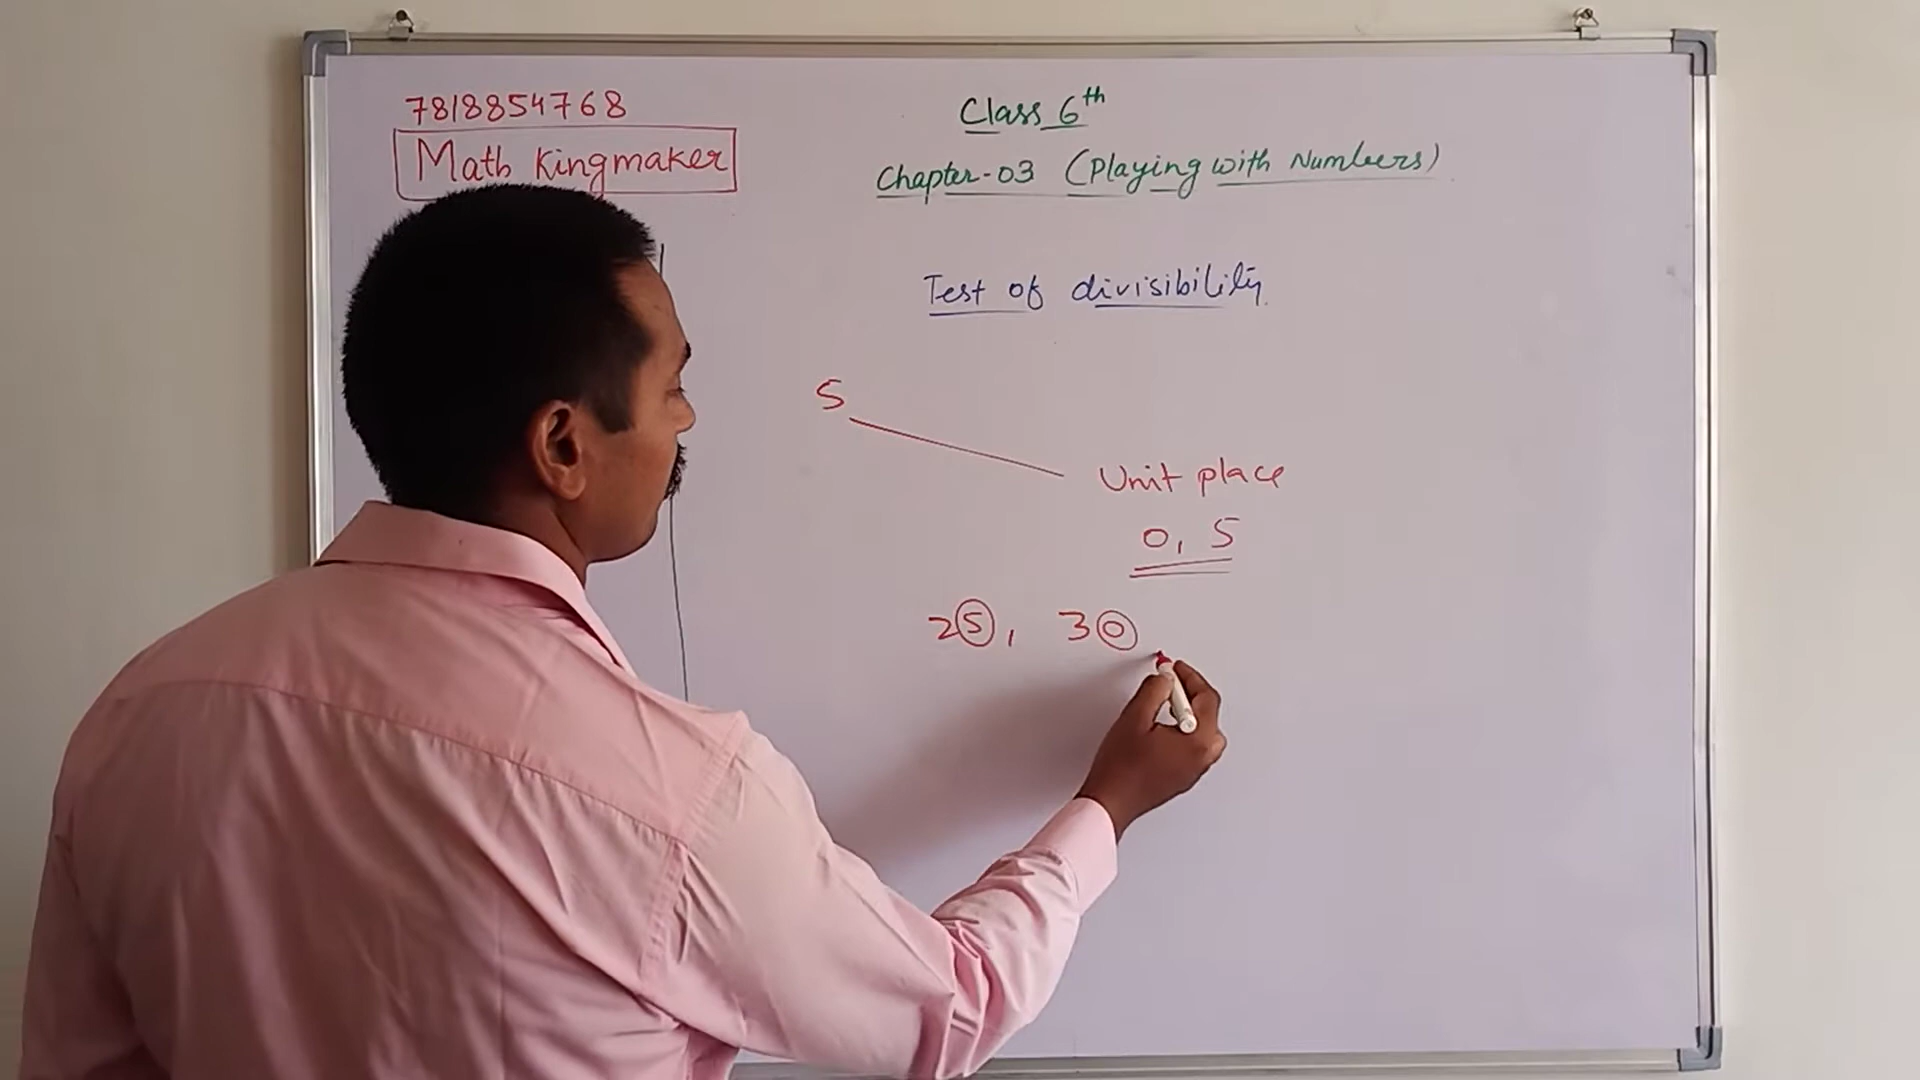 7818854768
Math Kingmaker
Class 6th
Chapter-03 (Playing with Numbers)
Test of divisibility
5
Unit place
0, 5
25, 30